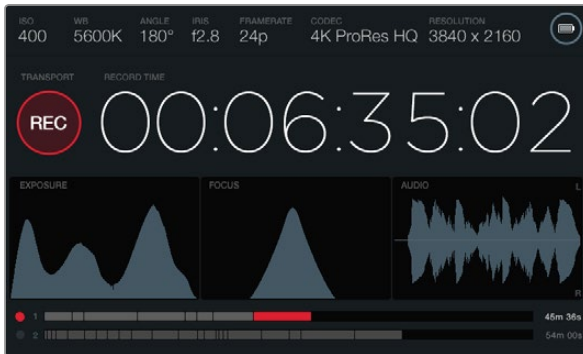 ISO WB ANGLE IRIS FRAMERATE CODEC RESOLUTION
400 5600K 180° f2.8 24p 4K ProRes HQ 3840 x 2160
TRANSPORT RECORD TIME
REC 00:06:35:02
EXPOSURE FOCUS AUDIO L
R
1 45m 36s
2 54m 00s